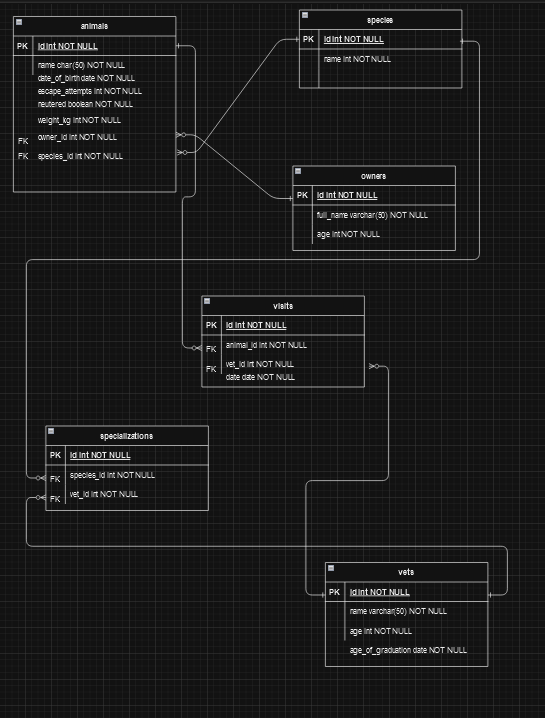 animals
PK id int NOT NULL
name char(50) NOT NULL
date_of_birth date NOT NULL
escape_attempts int NOT NULL
neutered boolean NOT NULL
weight_kg int NOT NULL
FK owner_id int NOT NULL
FK species_id int NOT NULL
species
PK id int NOT NULL
name int NOT NULL
owners
PK id int NOT NULL
full_name varchar(50) NOT NULL
age int NOT NULL
visits
PK id int NOT NULL
FK animal_id int NOT NULL
FK vet_id int NOT NULL
date date NOT NULL
specializations
PK id int NOT NULL
FK species_id int NOT NULL
FK vet_id int NOT NULL
vets
PK id int NOT NULL
name varchar(50) NOT NULL
age int NOT NULL
age_of_graduation date NOT NULL